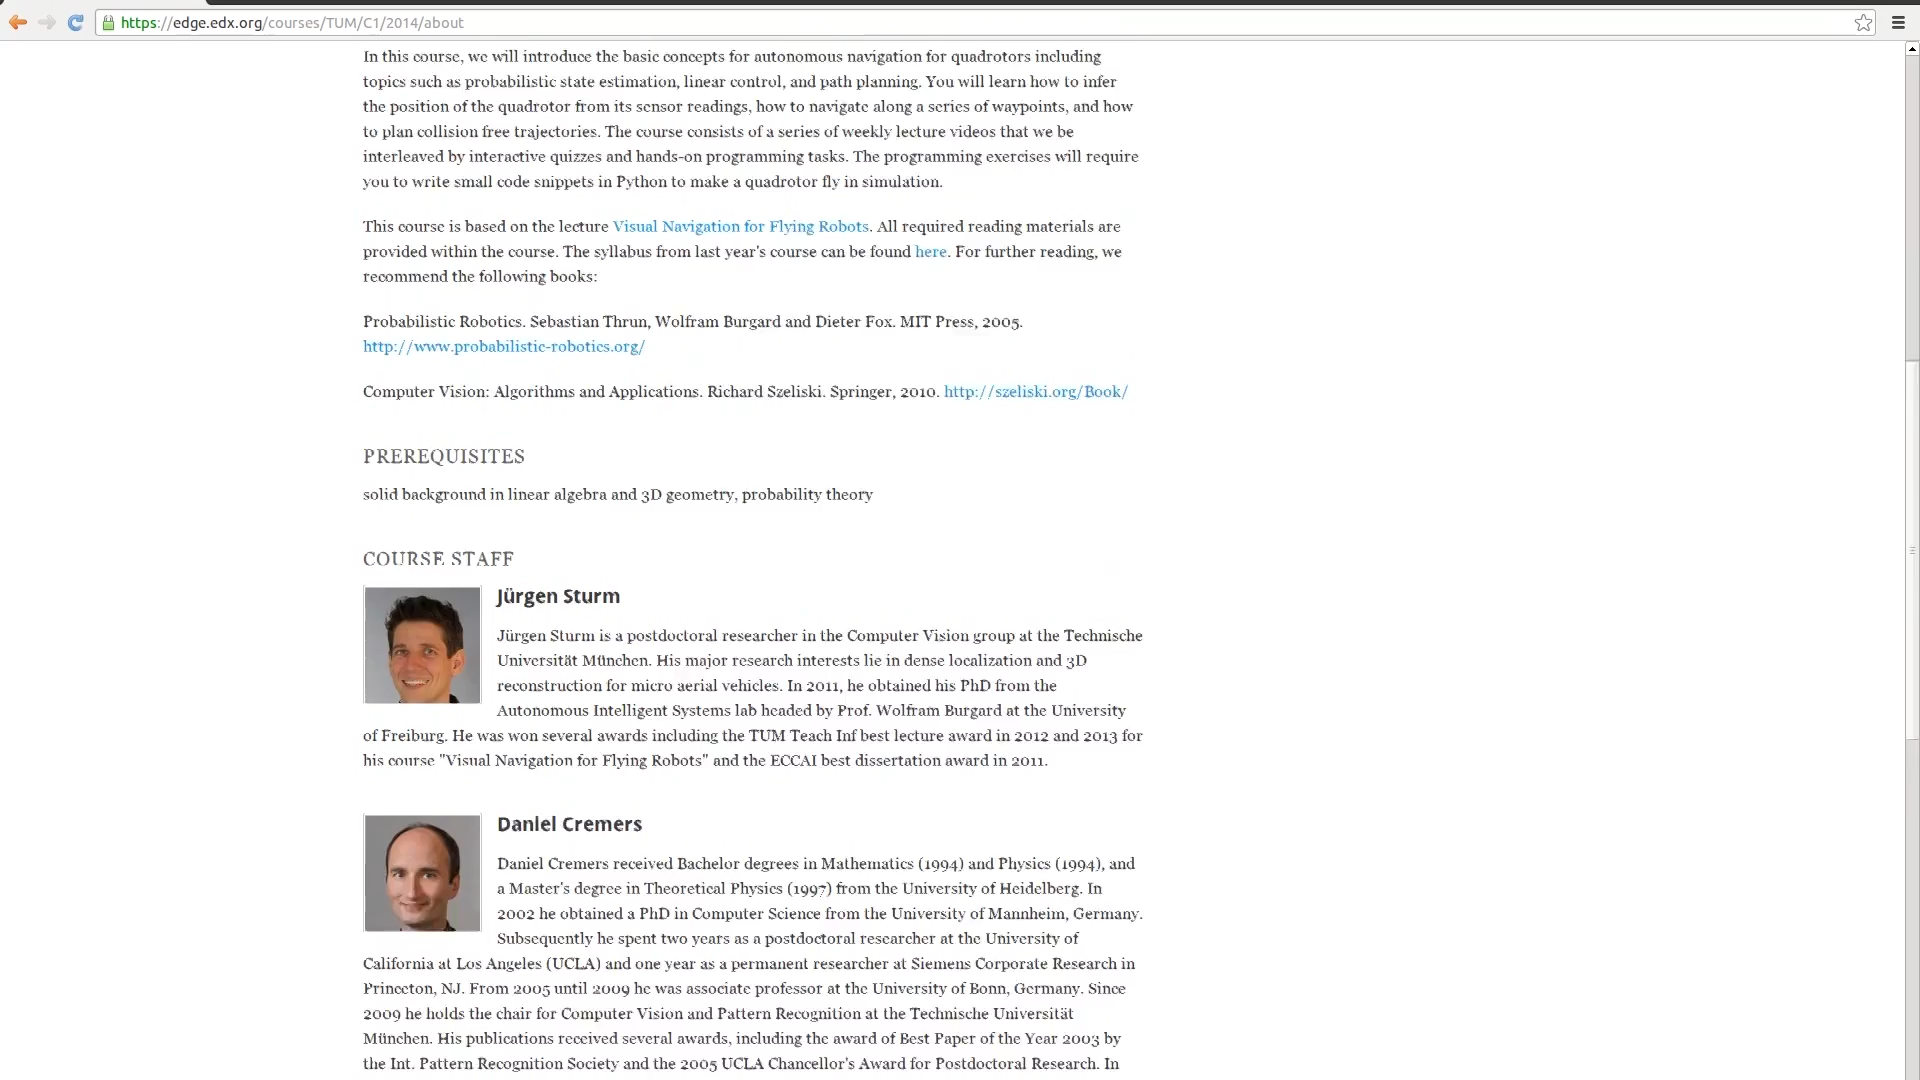 https://edge.edx.org/courses/TUM/C1/2014/about
In this course, we will introduce the basic concepts for autonomous navigation for quadrotors including
topics such as probabilistic state estimation, linear control, and path planning. You will learn how to infer
the position of the quadrotor from its sensor readings, how to navigate along a series of waypoints, and how
to plan collision free trajectories. The course consists of a series of weekly lecture videos that we be
interleaved by interactive quizzes and hands-on programming tasks. The programming exercises will require
you to write small code snippets in Python to make a quadrotor fly in simulation.
This course is based on the lecture Visual Navigation for Flying Robots. All required reading materials are
provided within the course. The syllabus from last year's course can be found here. For further reading, we
recommend the following books:
Probabilistic Robotics. Sebastian Thrun, Wolfram Burgard and Dieter Fox. MIT Press, 2005.
http://www.probabilistic-robotics.org/
Computer Vision: Algorithms and Applications. Richard Szeliski. Springer, 2010. http://szeliski.org/Book/
PREREQUISITES
solid background in linear algebra and 3D geometry, probability theory
COURSE STAFF
Jürgen Sturm
Jürgen Sturm is a postdoctoral researcher in the Computer Vision group at the Technische
Universität München. His major research interests lie in dense localization and 3D
reconstruction for micro aerial vehicles. In 2011, he obtained his PhD from the
Autonomous Intelligent Systems lab headed by Prof. Wolfram Burgard at the University
of Freiburg. He was won several awards including the TUM Teach Inf best lecture award in 2012 and 2013 for
his course "Visual Navigation for Flying Robots" and the ECCAI best dissertation award in 2011.
Daniel Cremers
Daniel Cremers received Bachelor degrees in Mathematics (1994) and Physics (1994), and
a Master's degree in Theoretical Physics (1997) from the University of Heidelberg. In
2002 he obtained a PhD in Computer Science from the University of Mannheim, Germany.
Subsequently he spent two years as a postdoctoral researcher at the University of
California at Los Angeles (UCLA) and one year as a permanent researcher at Siemens Corporate Research in
Princeton, NJ. From 2005 until 2009 he was associate professor at the University of Bonn, Germany. Since
2009 he holds the chair for Computer Vision and Pattern Recognition at the Technische Universität
München. His publications received several awards, including the award of Best Paper of the Year 2003 by
the Int. Pattern Recognition Society and the 2005 UCLA Chancellor's Award for Postdoctoral Research. In